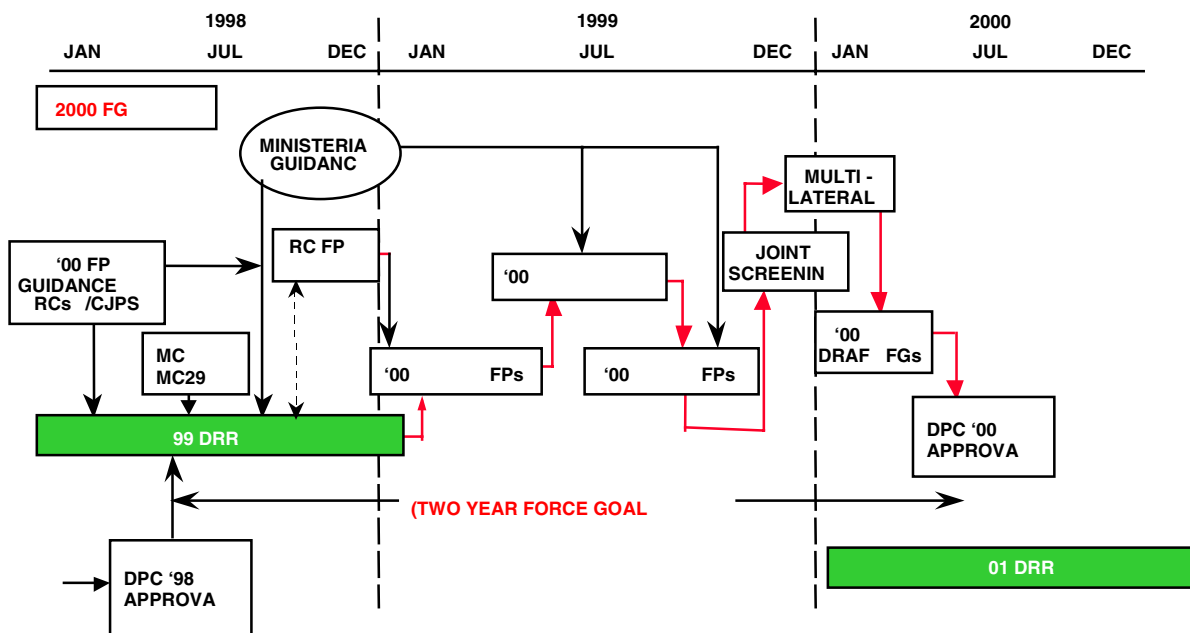 1998 1999 2000
JAN JUL DEC JAN JUL DEC JAN JUL DEC
2000 FG
MINISTERIA
GUIDANC
MULTI -
LATERAL
RC FP
‘00 FP
GUIDANCE
RCs /CJPS
JOINT
SCREENIN
‘00
‘00
DRAF FGs
MC
MC29
‘00 FPs
‘00 FPs
99 DRR
DPC ‘00
APPROVA
(TWO YEAR FORCE GOAL
DPC ‘98
APPROVA
01 DRR